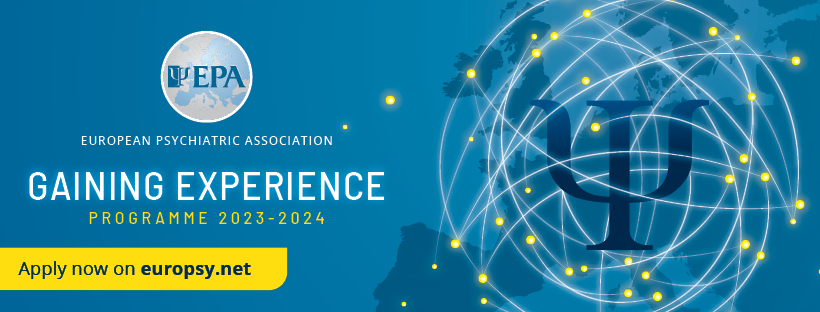 ΨEPA
EUROPEAN PSYCHIATRIC ASSOCIATION
GAINING EXPERIENCE
PROGRAMME 2023-2024
Apply now on europsy.net
Ψ